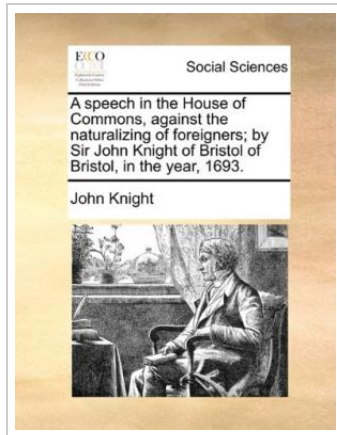 ECCO
Social Sciences
A speech in the House of
Commons, against the
naturalizing of foreigners; by
Sir John Knight of Bristol of
Bristol, in the year, 1693.
John Knight